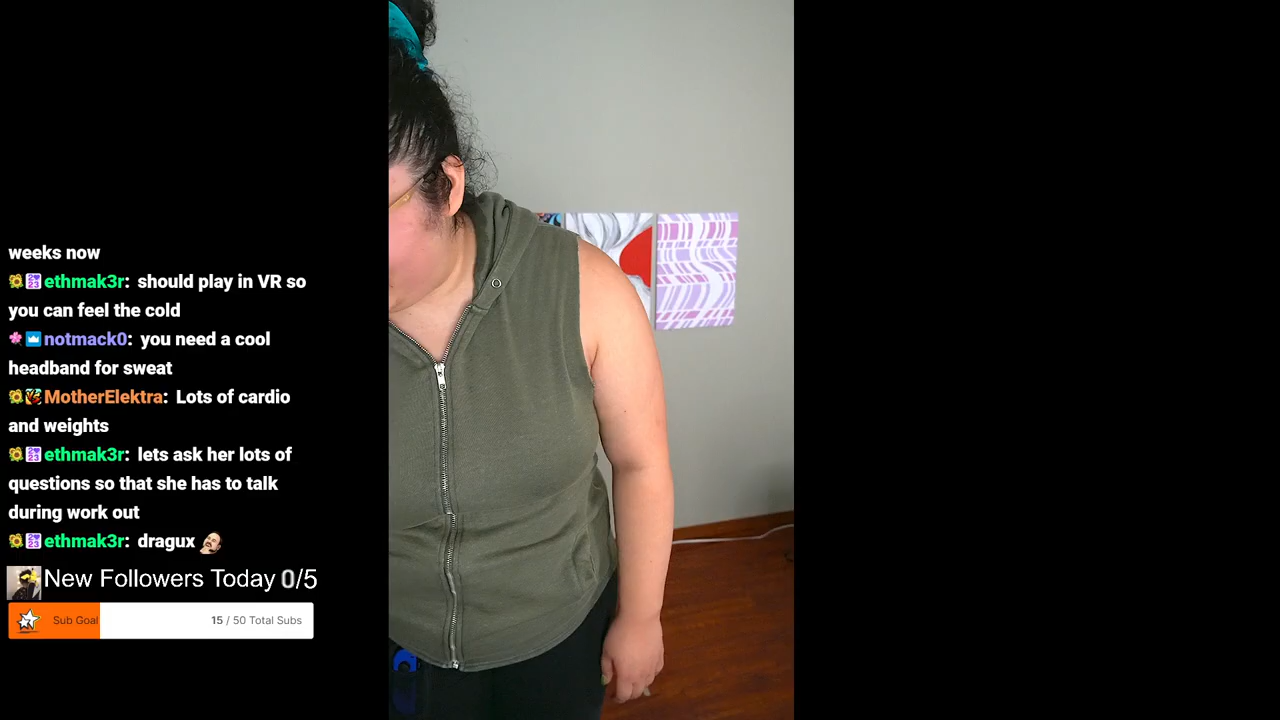 weeks now
ethmak3r: should play in VR so
you can feel the cold
notmack0: you need a cool
headband for sweat
MotherElektra: Lots of cardio
and weights
ethmak3r: lets ask her lots of
questions so that she has to talk
during work out
ethmak3r: dragux
New Followers Today 0/5
Sub Goal 15 / 50 Total Subs